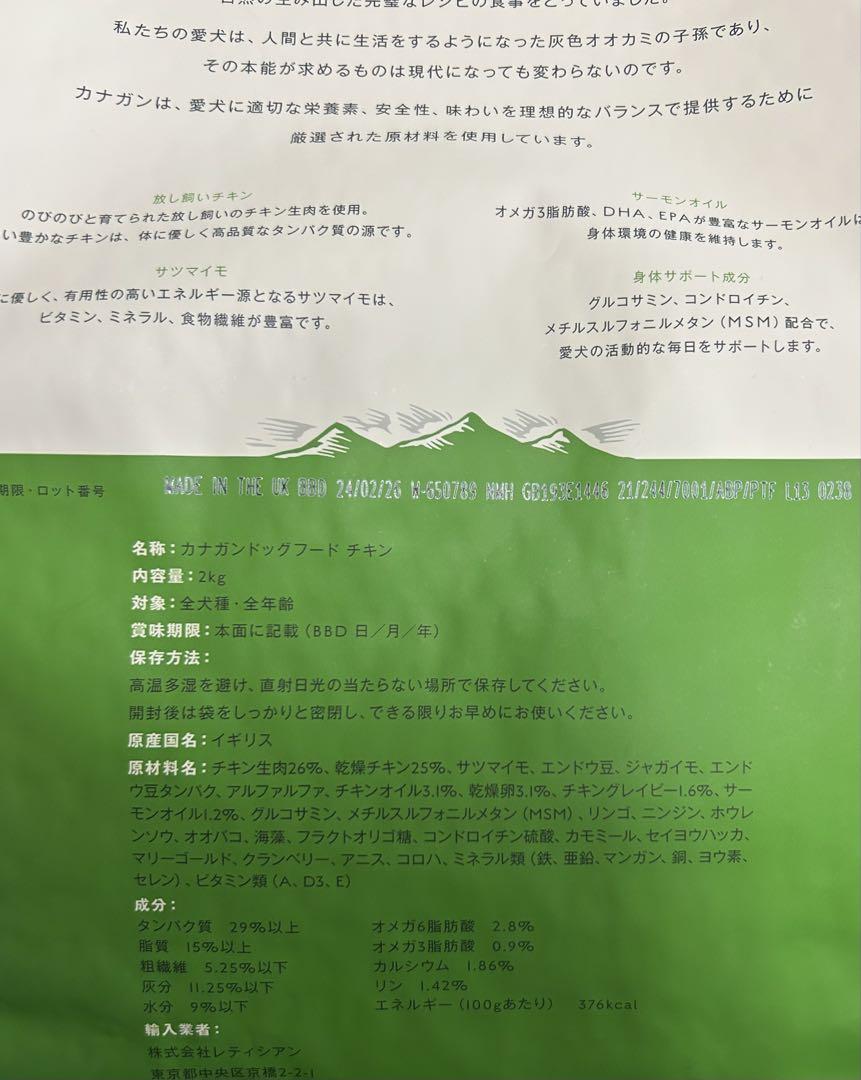 自然の生み出した完璧なレシピの食事をとっていました。
私たちの愛犬は、人間と共に生活をするようになった灰色オオカミの子孫であり、
その本能が求めるものは現代になっても変わらないのです。
カナガンは、愛犬に適切な栄養素、安全性、味わいを理想的なバランスで提供するために
厳選された原材料を使用しています。
放し飼いチキン
のびのびと育てられた放し飼いのチキン生肉を使用。
い豊かなチキンは、体に優しく高品質なタンパク質の源です。
サツマイモ
に優しく、有用性の高いエネルギー源となるサツマイモは、
ビタミン、ミネラル、食物繊維が豊富です。
サーモンオイル
オメガ3脂肪酸、DHA、EPAが豊富なサーモンオイルは
身体環境の健康を維持します。
身体サポート成分
グルコサミン、コンドロイチン、
メチルスルフォニルメタン（MSM）配合で、
愛犬の活動的な毎日をサポートします。
期限・ロット番号
MADE IN THE UK BBD 24/02/26 W-650789 NMH GB193E1446 21/244/7001/ABP/PTF L13 0238
名称：カナガンドッグフード チキン
内容量：2kg
対象：全犬種・全年齢
賞味期限：本面に記載（BBD 日／月／年）
保存方法：
高温多湿を避け、直射日光の当たらない場所で保存してください。
開封後は袋をしっかりと密閉し、できる限りお早めにお使いください。
原産国名：イギリス
原材料名：チキン生肉26%、乾燥チキン25%、サツマイモ、エンドウ豆、ジャガイモ、エンド
ウ豆タンパク、アルファルファ、チキンオイル3.1%、乾燥卵3.1%、チキングレイビー1.6%、サー
モンオイル1.2%、グルコサミン、メチルスルフォニルメタン（MSM）、リンゴ、ニンジン、ホウレ
ンソウ、オオバコ、海藻、フラクトオリゴ糖、コンドロイチン硫酸、カモミール、セイヨウハッカ、
マリーゴールド、クランベリー、アニス、コロハ、ミネラル類（鉄、亜鉛、マンガン、銅、ヨウ素、
セレン）、ビタミン類（A、D3、E）
成分：
タンパク質 29%以上 オメガ6脂肪酸 2.8%
脂質 15%以上 オメガ3脂肪酸 0.9%
粗繊維 5.25%以下 カルシウム 1.86%
灰分 11.25%以下 リン 1.42%
水分 9%以下 エネルギー（100gあたり） 376kcal
輸入業者：
株式会社レティシアン
東京都中央区京橋2-2-1